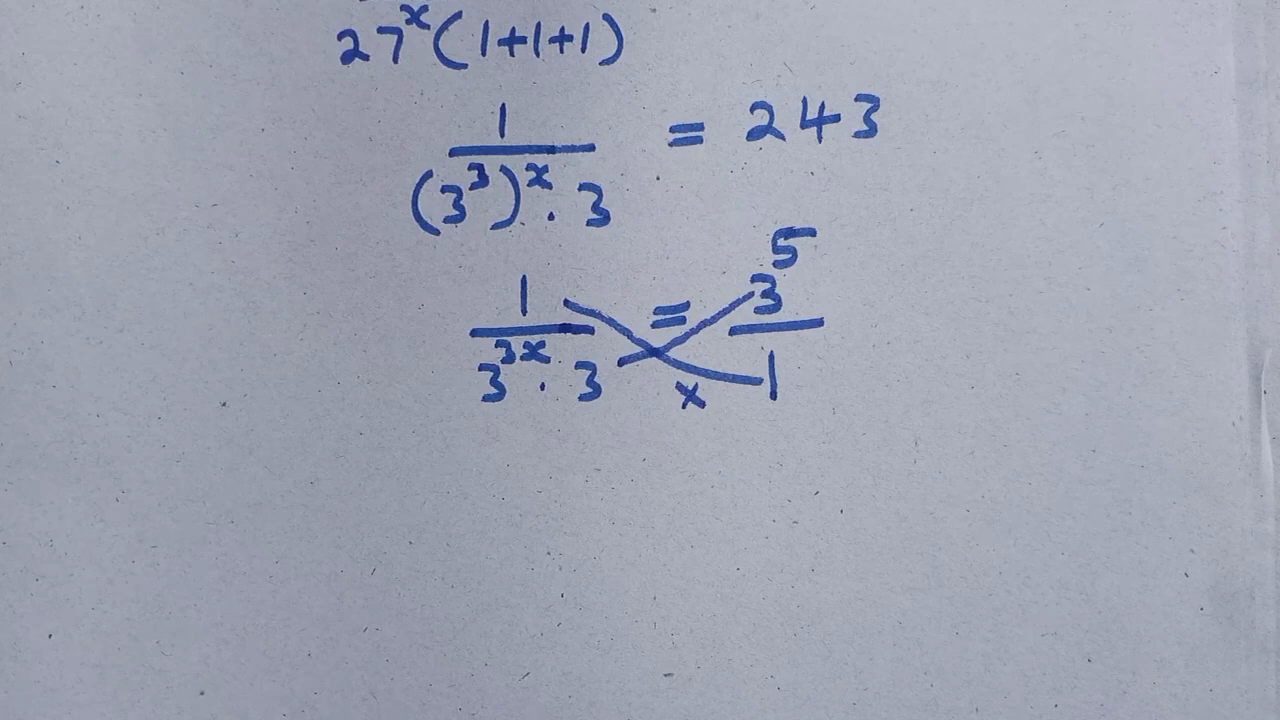 27^x(1+1+1)
1/((3^3)^x . 3) = 243
1/(3^{3x} . 3) = 3^5/1
x